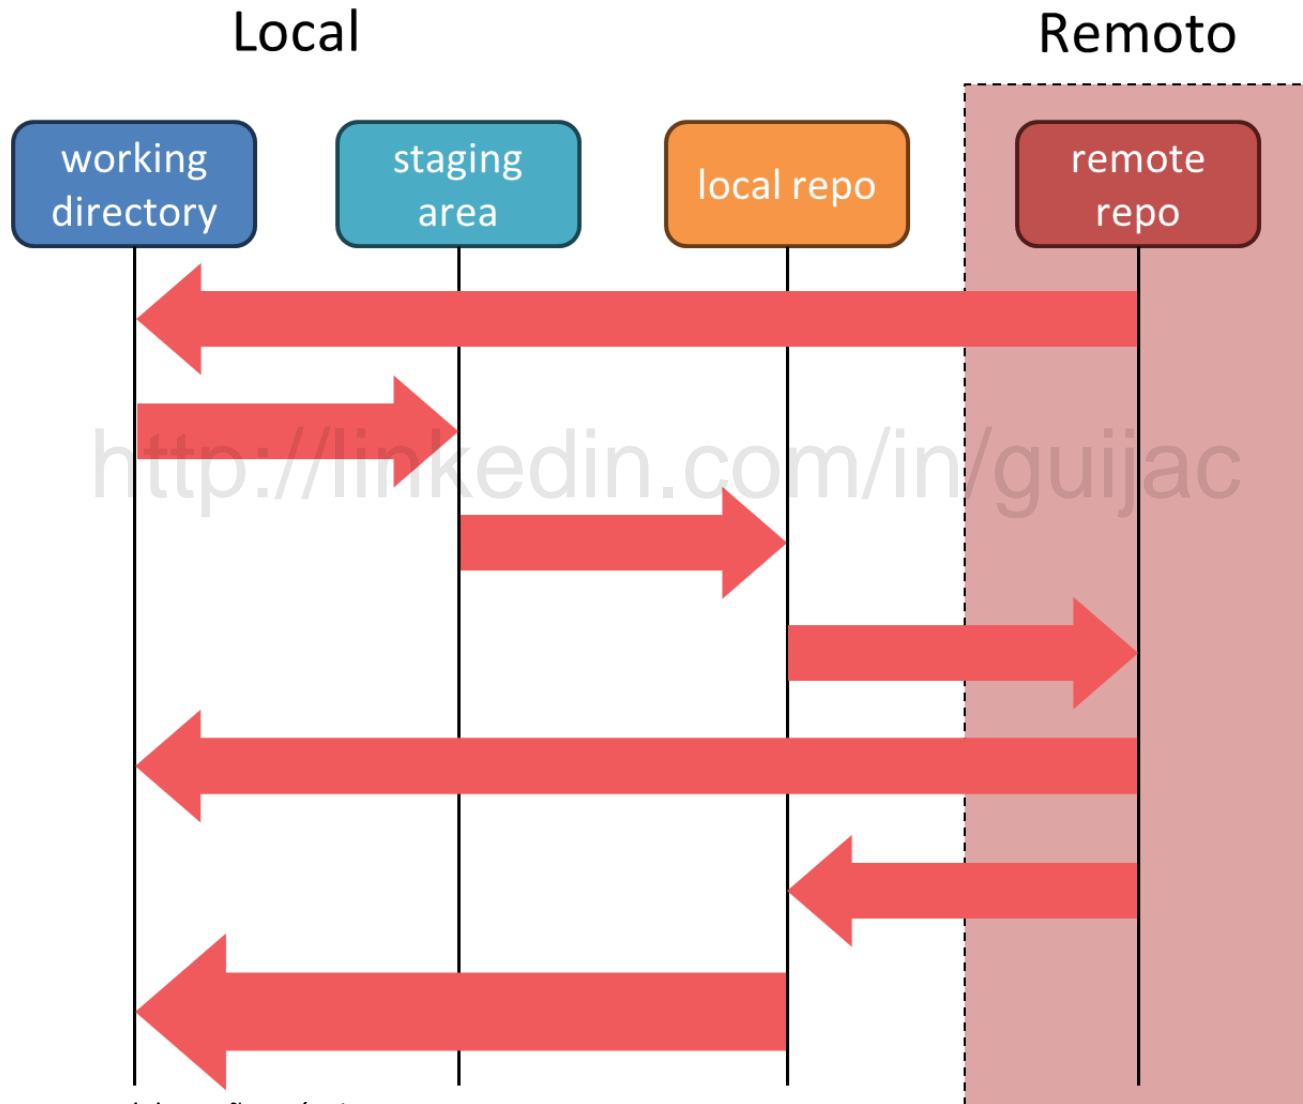 Local
Remoto
working
directory
staging
area
local repo
remote
repo
http://linkedin.com/in/guijac